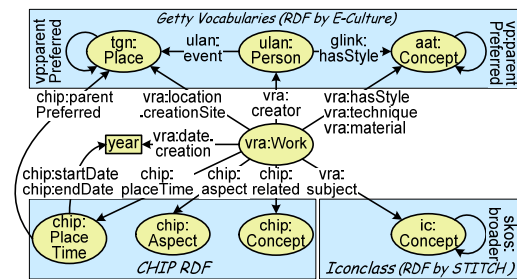 Getty Vocabularies (RDF by E-Culture)
vp:parent
Preferred
tgn:
Place
ulan:
event
ulan:
Person
glink:
hasStyle
aat:
Concept
vp:parent
Preferred
chip:parent
Preferred
vra:location
.creationSite
vra:
creator
vra:hasStyle
vra:technique
vra:material
year
vra:date.
creation
vra:Work
chip:startDate
chip:endDate
chip:
placeTime
chip:
aspect
chip:
related
vra:
subject
chip:
Place
Time
chip:
Aspect
chip:
Concept
ic:
Concept
skos:
broader
CHIP RDF
Iconclass (RDF by STITCH)